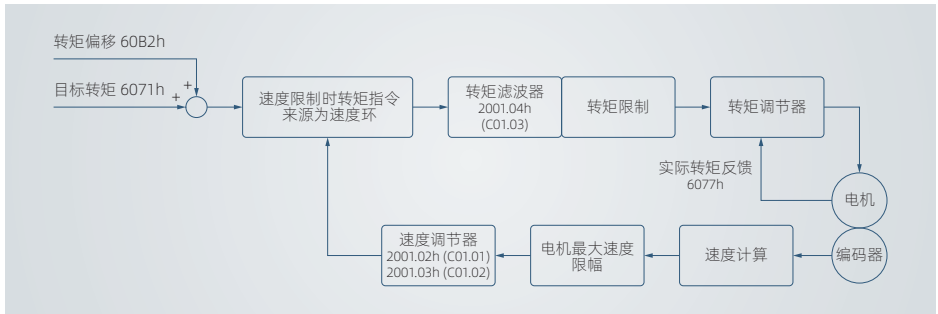 转矩偏移 60B2h
目标转矩 6071h
+
+
速度限制时转矩指令
来源为速度环
转矩滤波器
2001.04h
(C01.03)
转矩限制
转矩调节器
实际转矩反馈
6077h
电机
编码器
速度计算
电机最大速度
限幅
速度调节器
2001.02h (C01.01)
2001.03h (C01.02)